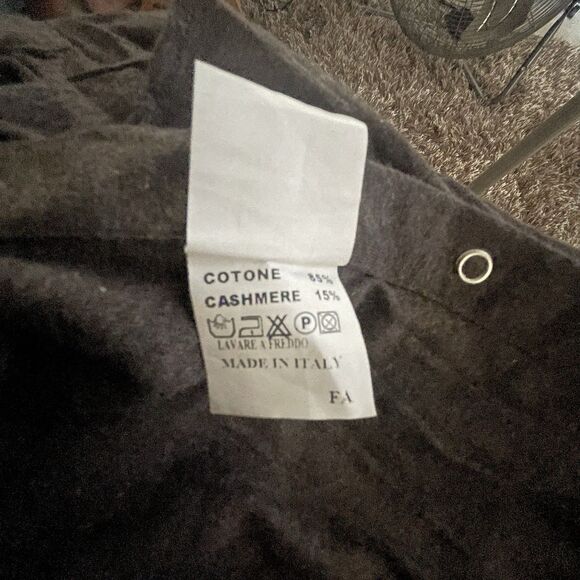 COTONE 85%
CASHMERE 15%
P
LAVARE A FREDDO
MADE IN ITALY
FA